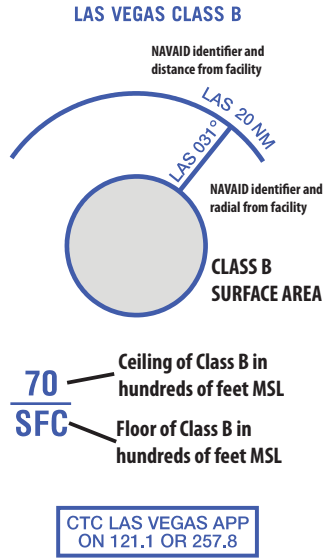 LAS VEGAS CLASS B
NAVAID identifier and
distance from facility
LAS 20 NM
LAS 031°
NAVAID identifier and
radial from facility
CLASS B
SURFACE AREA
70
SFC
Ceiling of Class B in
hundreds of feet MSL
Floor of Class B in
hundreds of feet MSL
CTC LAS VEGAS APP
ON 121.1 OR 257.8